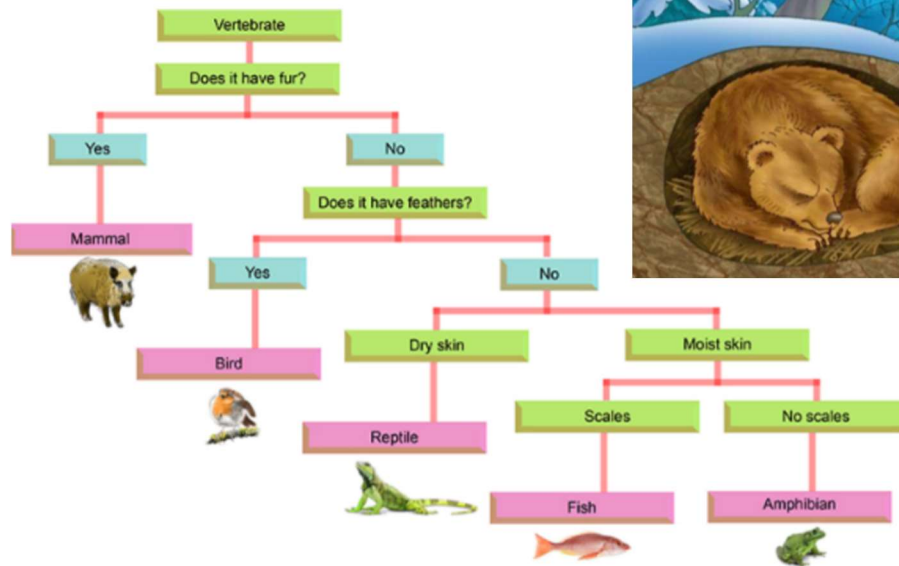 Vertebrate
Does it have fur?
Yes
No
Does it have feathers?
Mammal
Yes
No
Dry skin
Moist skin
Bird
Scales
No scales
Reptile
Fish
Amphibian